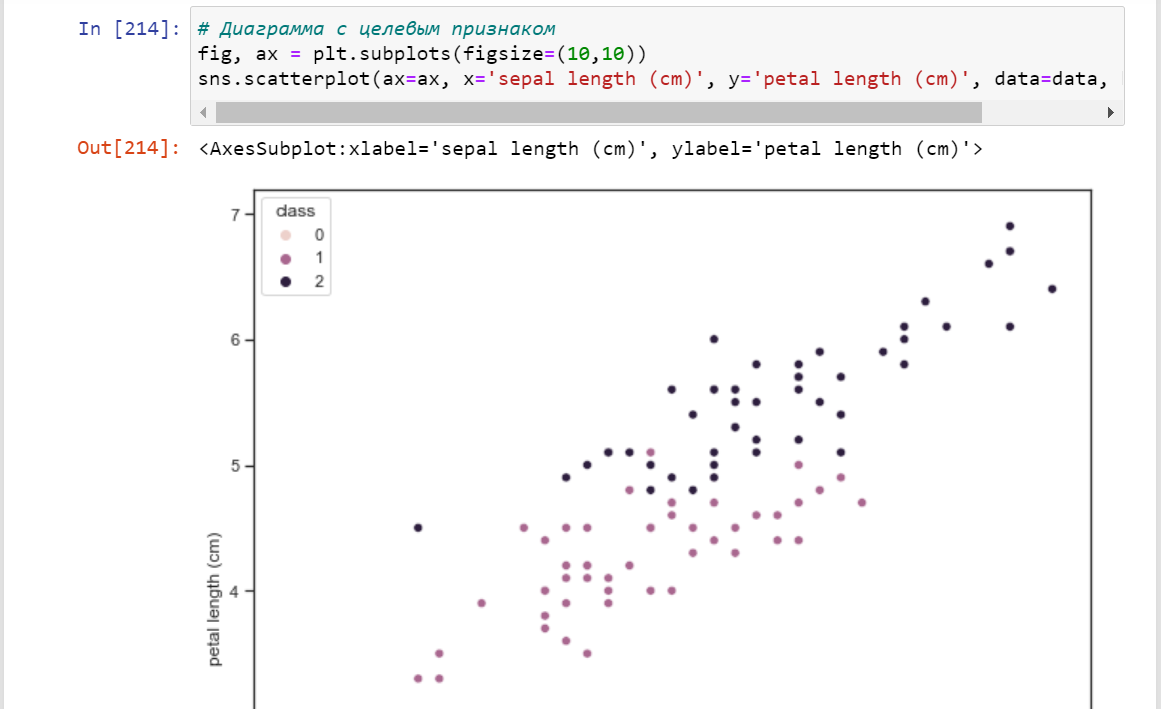 In [214]:
# Диаграмма с целевым признаком
fig, ax = plt.subplots(figsize=(10,10))
sns.scatterplot(ax=ax, x='sepal length (cm)', y='petal length (cm)', data=data,
Out[214]:
<AxesSubplot:xlabel='sepal length (cm)', ylabel='petal length (cm)'>
class
0
1
2
7
6
5
4
petal length (cm)